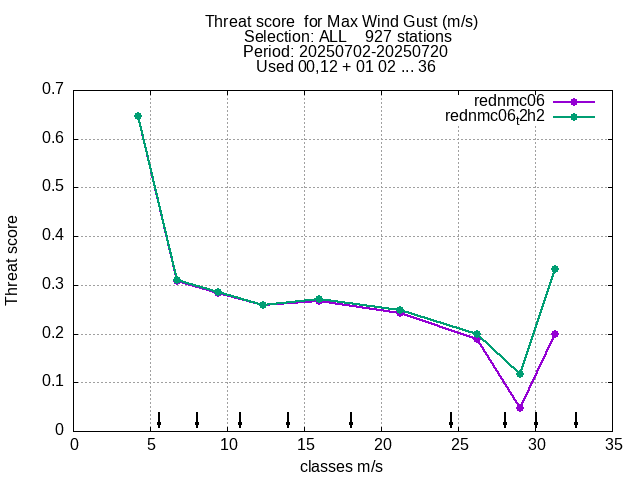 Threat score  for Max Wind Gust (m/s)
Selection: ALL    927 stations
Period: 20250702-20250720
Used 00,12 + 01 02 ... 36
rednmc06
rednmc06t2h2
0.7
0.6
0.5
0.4
0.3
0.2
0.1
0
Threat score
0 5 10 15 20 25 30 35
classes m/s